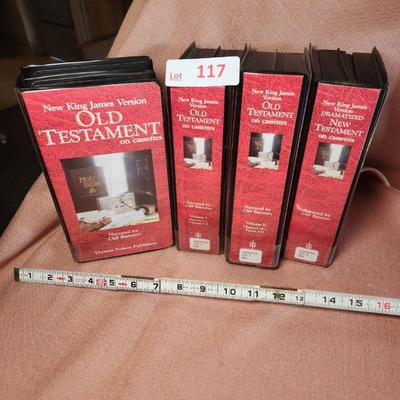 Lot 117
New King James Version
OLD
TESTAMENT
on cassettes
HOLY BIBLE
Narrated by
Cliff Barrows
Thomas Nelson Publishers
New King James
Version
OLD
TESTAMENT
on cassettes
Narrated by
Cliff Barrows
Volume I
New King James
Version
OLD
TESTAMENT
on cassettes
Narrated by
Cliff Barrows
Volume II
New King James
Version
DRAMATIZED
NEW
TESTAMENT
on cassettes
Narrated by
Cliff Barrows
1 2 3 4 5 6 7 8 9 10 11 12 13 14 15 16